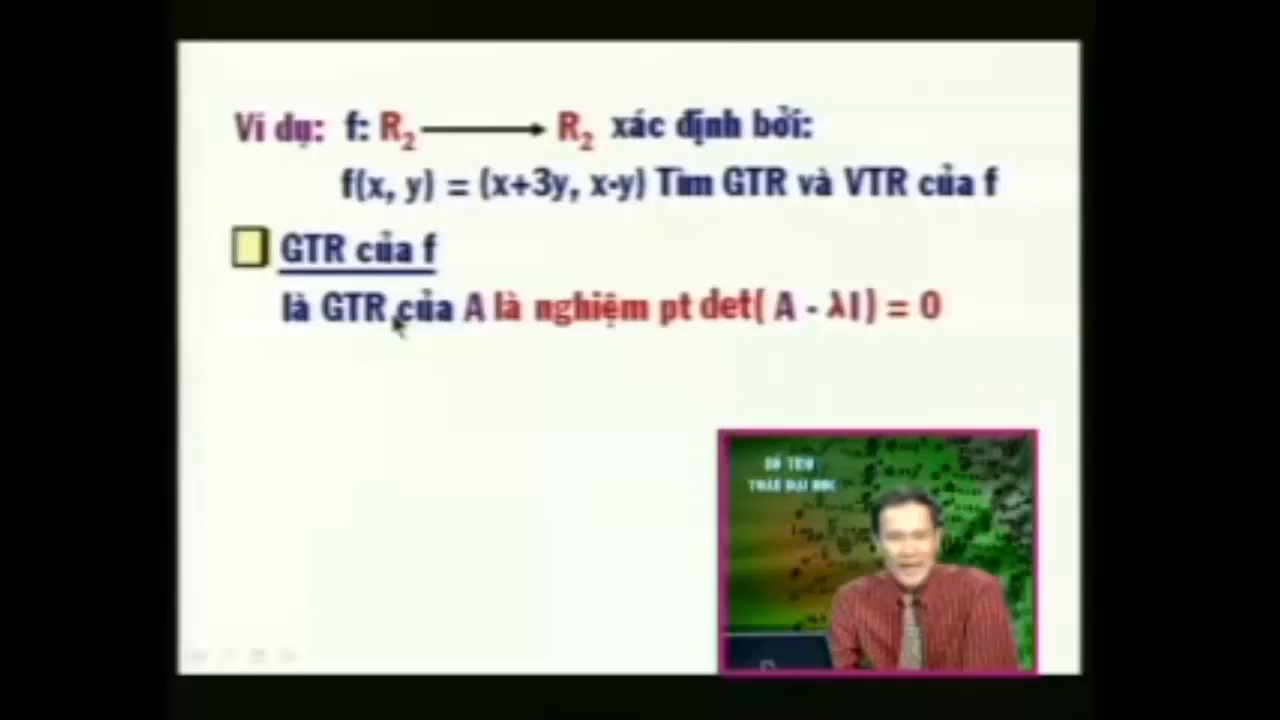 Ví dụ: f: R₂ → R₂ xác định bởi:
f(x, y) = (x+3y, x-y) Tìm GTR và VTR của f
GTR của f
là GTR của A là nghiệm pt det( A - λI) = 0